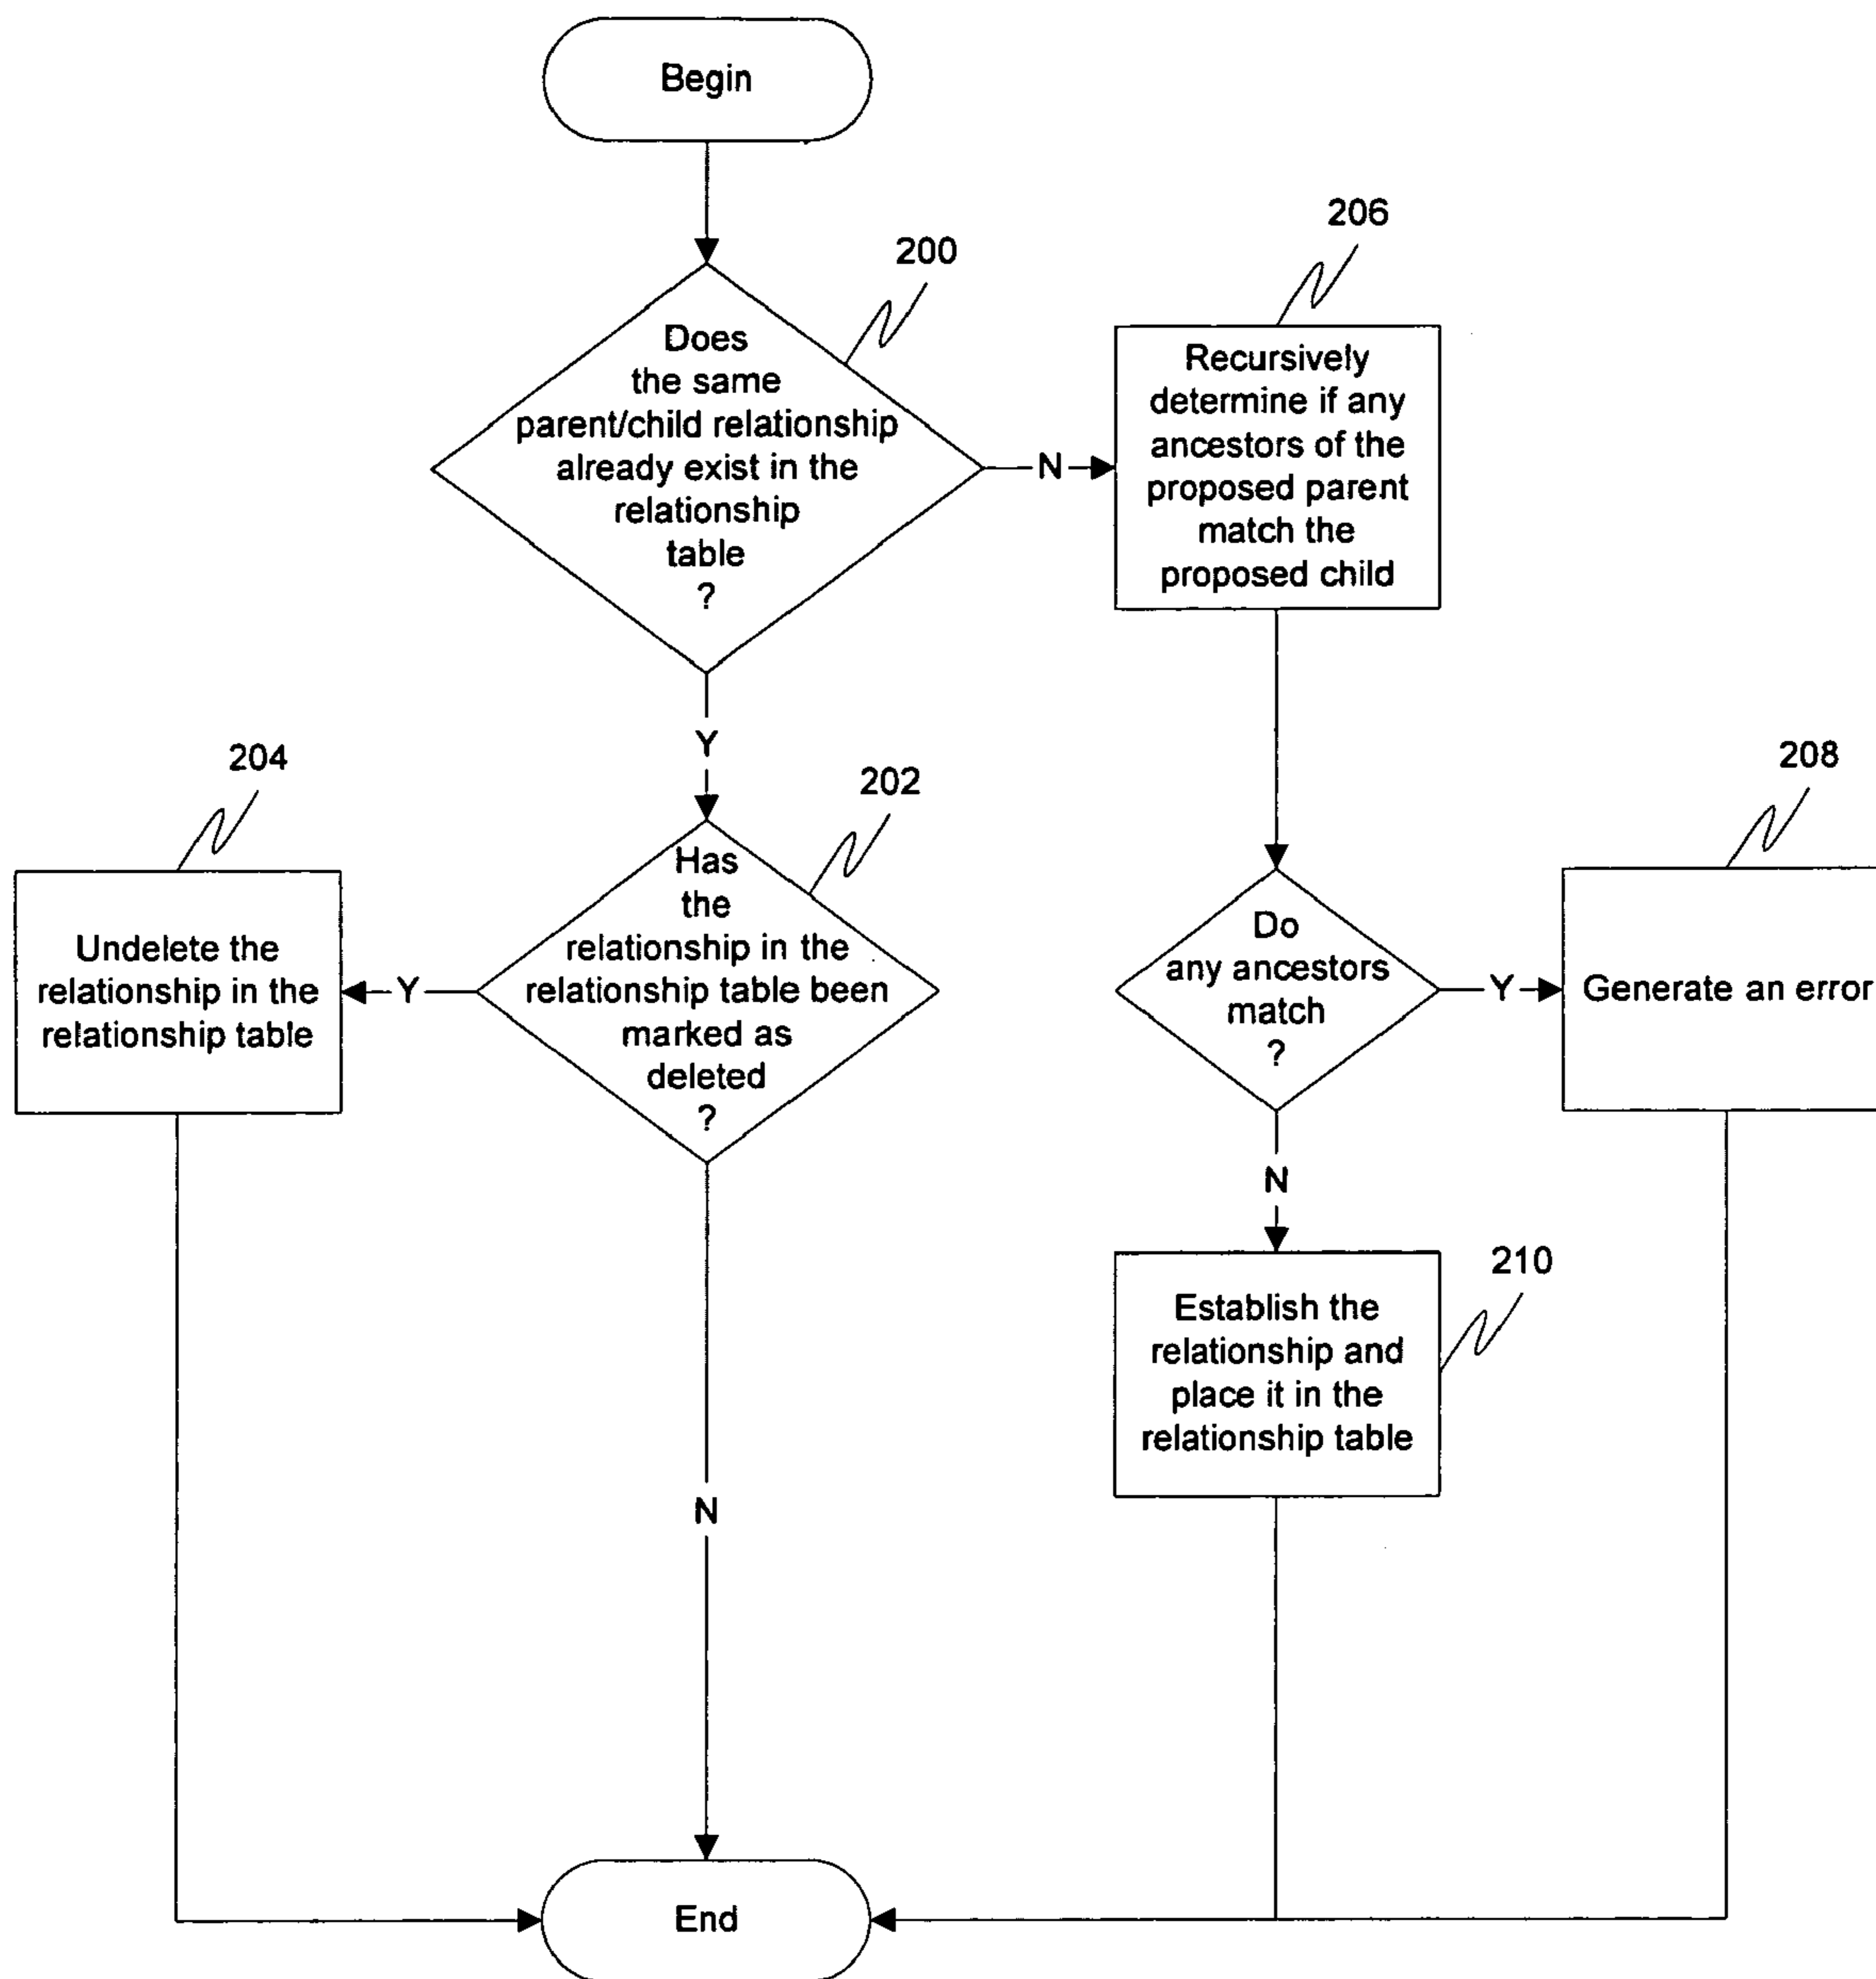 Begin
200
Does
the same
parent/child relationship
already exist in the
relationship
table
?
N
206
Recursively
determine if any
ancestors of the
proposed parent
match the
proposed child
Y
204
Undelete the
relationship in the
relationship table
Y
202
Has
the
relationship in the
relationship table been
marked as
deleted
?
N
Do
any ancestors
match
?
Y
208
Generate an error
N
210
Establish the
relationship and
place it in the
relationship table
End